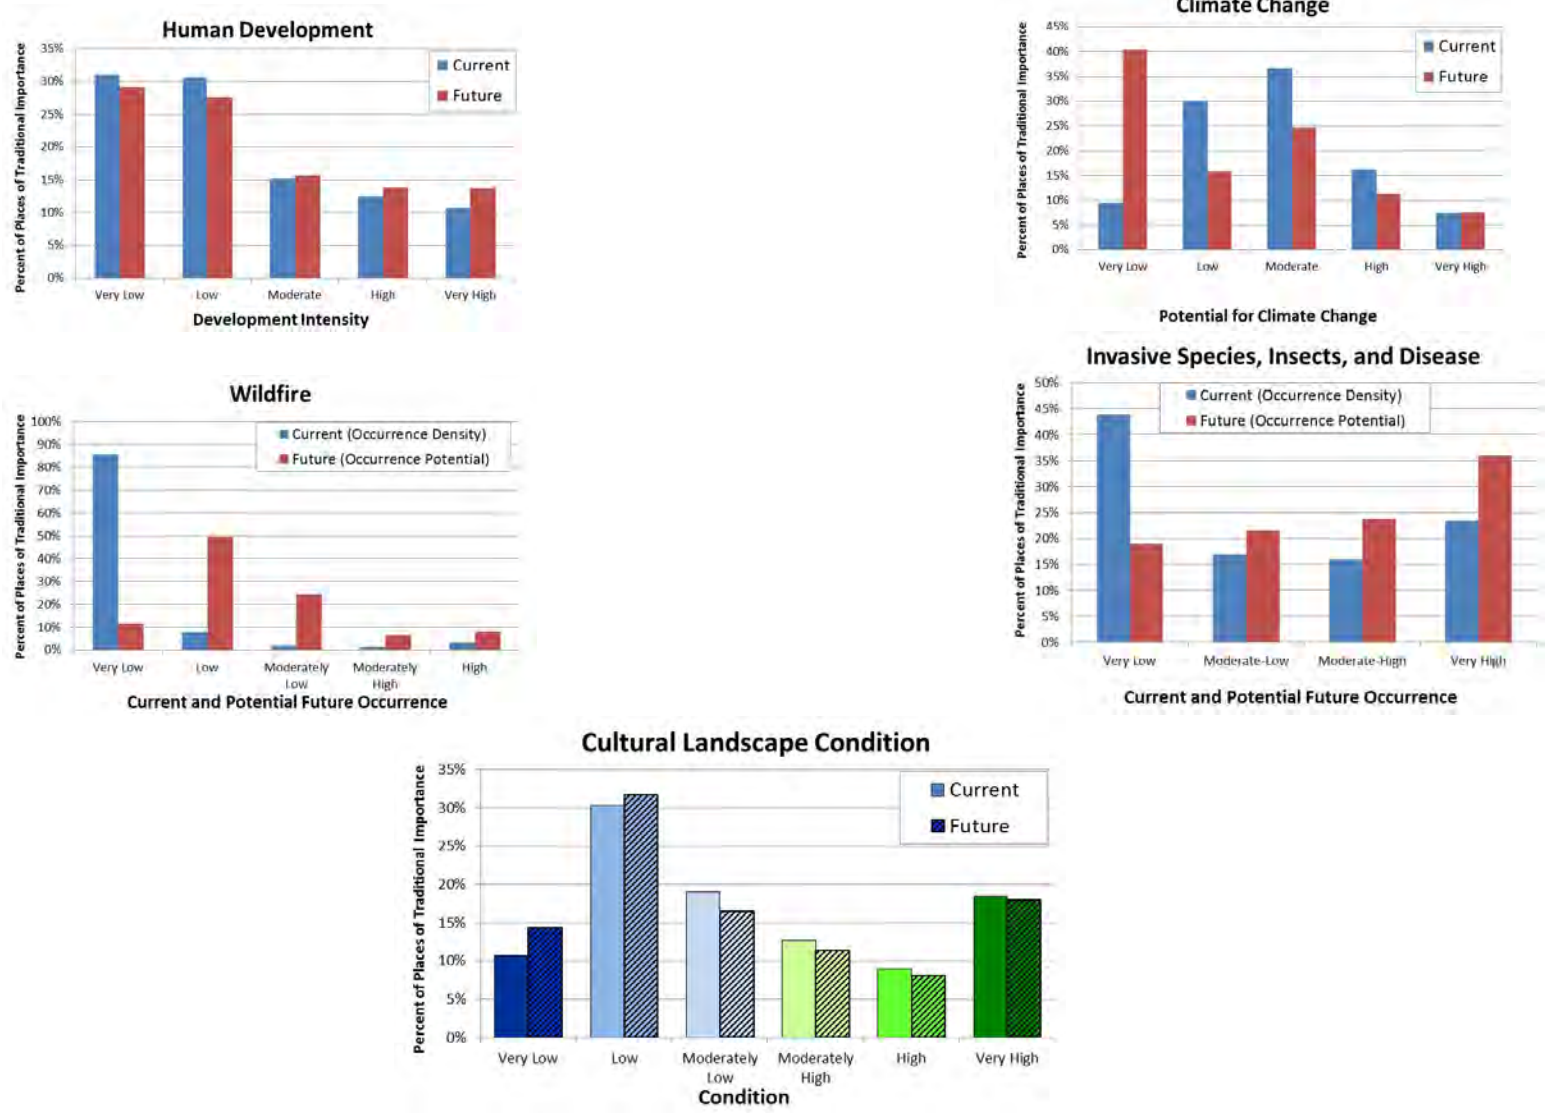 Human Development
Percent of Places of Traditional Importance
35%
30%
25%
20%
15%
10%
5%
0%
Current
Future
Very Low Low Moderate High Very High
Development Intensity
Climate Change
Percent of Places of Traditional Importance
45%
40%
35%
30%
25%
20%
15%
10%
5%
0%
Current
Future
Very Low Low Moderate High Very High
Potential for Climate Change
Wildfire
Percent of Places of Traditional Importance
100%
90%
80%
70%
60%
50%
40%
30%
20%
10%
0%
Current (Occurrence Density)
Future (Occurrence Potential)
Very Low Low Moderately Moderately High
Low High
Current and Potential Future Occurrence
Invasive Species, Insects, and Disease
Percent of Places of Traditional Importance
50%
45%
40%
35%
30%
25%
20%
15%
10%
5%
0%
Current (Occurrence Density)
Future (Occurrence Potential)
Very Low Moderate-Low Moderate-High Very High
Current and Potential Future Occurrence
Cultural Landscape Condition
Percent of Places of Traditional Importance
35%
30%
25%
20%
15%
10%
5%
0%
Current
Future
Very Low Low Moderately Moderately High Very High
Low High
Condition